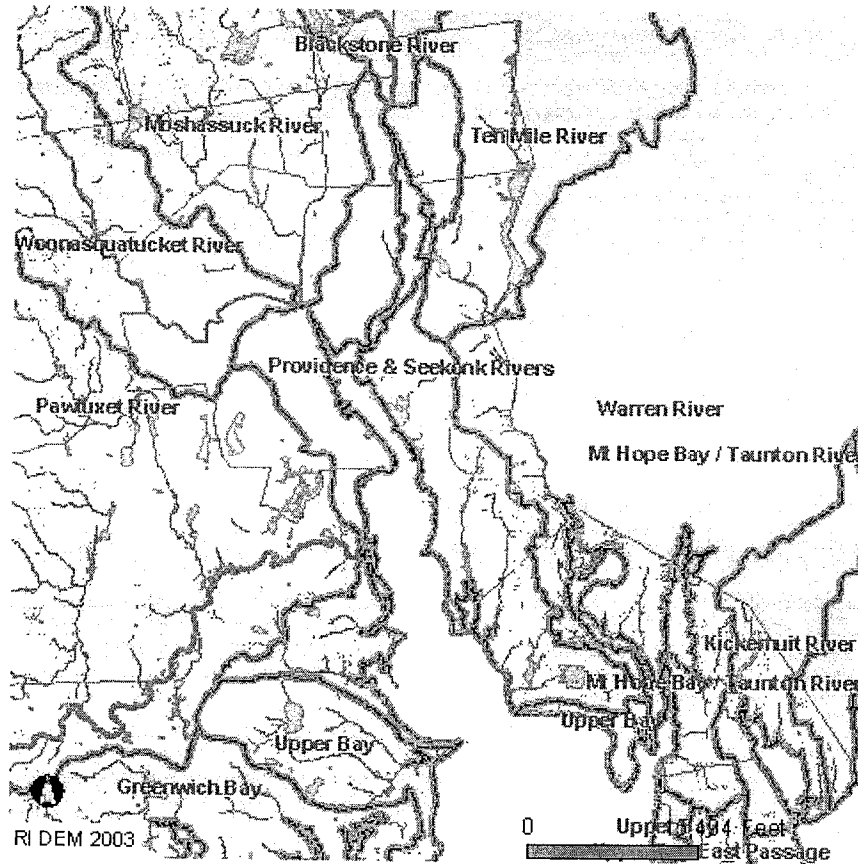 Blackstone River
Moshassuck River
Ten Mile River
Woonasquatucket River
Providence & Seekonk Rivers
Pawtuxet River
Warren River
Mt Hope Bay / Taunton River
Kickemuit River
Mt Hope Bay / Taunton River
Upper Bay
Upper Bay
Greenwich Bay
RI DEM 2003
0
Upper
Feet
East Passage